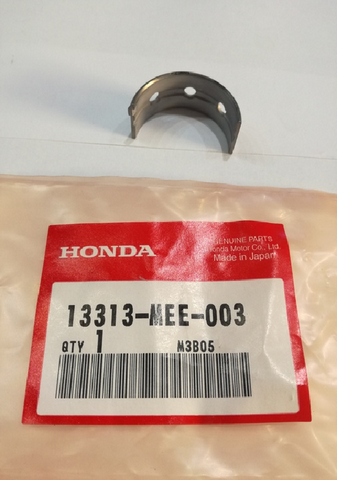 GENUINE PARTS
HONDA
Honda Motor Co., Ltd.
Made in Japan
13313-MEE-003
QTY 1
M3B05